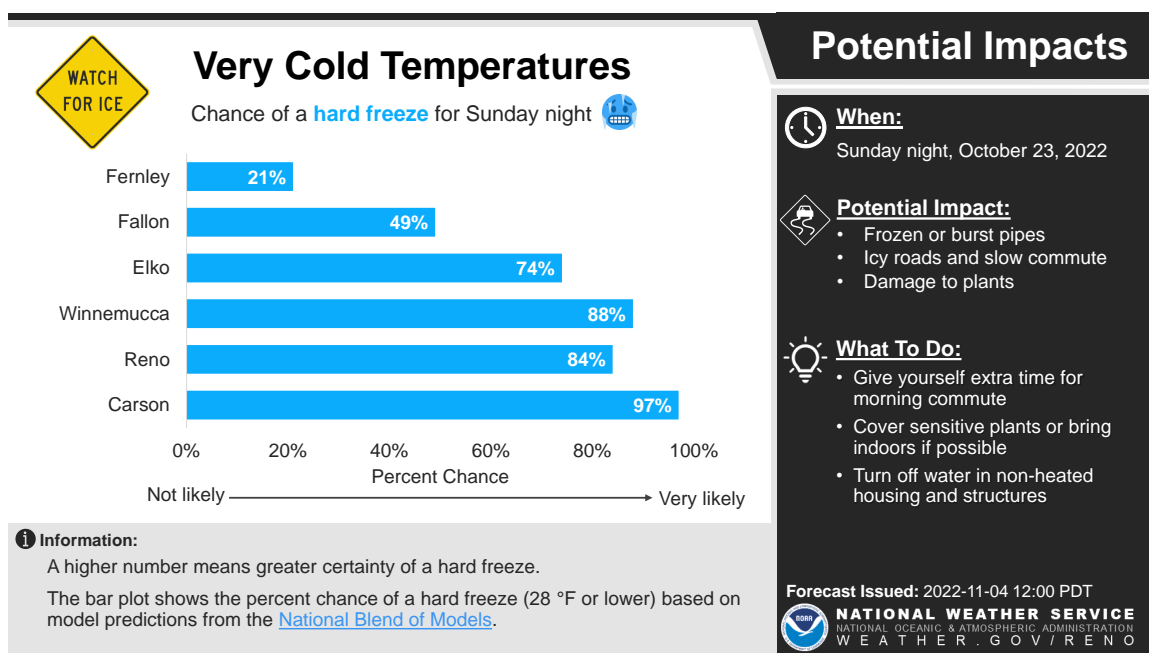 WATCH
FOR ICE
Very Cold Temperatures
Chance of a hard freeze for Sunday night
Fernley
21%
Fallon
49%
Elko
74%
Winnemucca
88%
Reno
84%
Carson
97%
0% 20% 40% 60% 80% 100%
Percent Chance
Not likely
Very likely
Information:
A higher number means greater certainty of a hard freeze.
The bar plot shows the percent chance of a hard freeze (28 °F or lower) based on
model predictions from the National Blend of Models.
Potential Impacts
When:
Sunday night, October 23, 2022
Potential Impact:
• Frozen or burst pipes
• Icy roads and slow commute
• Damage to plants
What To Do:
• Give yourself extra time for
morning commute
• Cover sensitive plants or bring
indoors if possible
• Turn off water in non-heated
housing and structures
Forecast Issued: 2022-11-04 12:00 PDT
NOAA
NATIONAL WEATHER SERVICE
NATIONAL OCEANIC & ATMOSPHERIC ADMINISTRATION
WEATHER.GOV/RENO